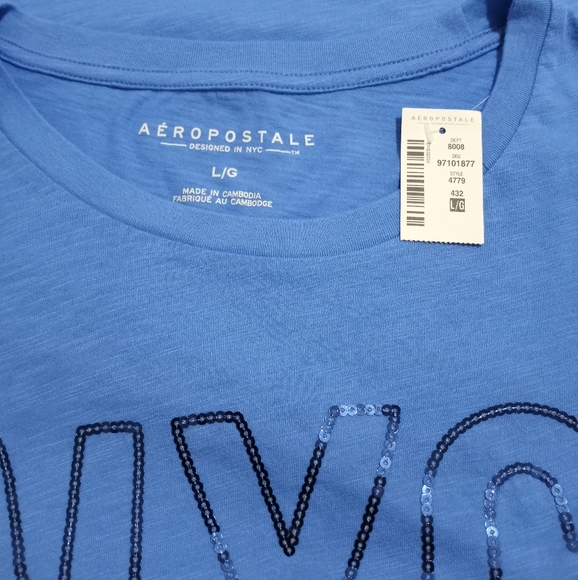 AÉROPOSTALE
DESIGNED IN NYC ™
L/G
MADE IN CAMBODIA
FABRIQUÉ AU CAMBODGE
AÉROPOSTALE
DEPT
8008
SKU
97101877
STYLE
4779
432
L/G
NYC